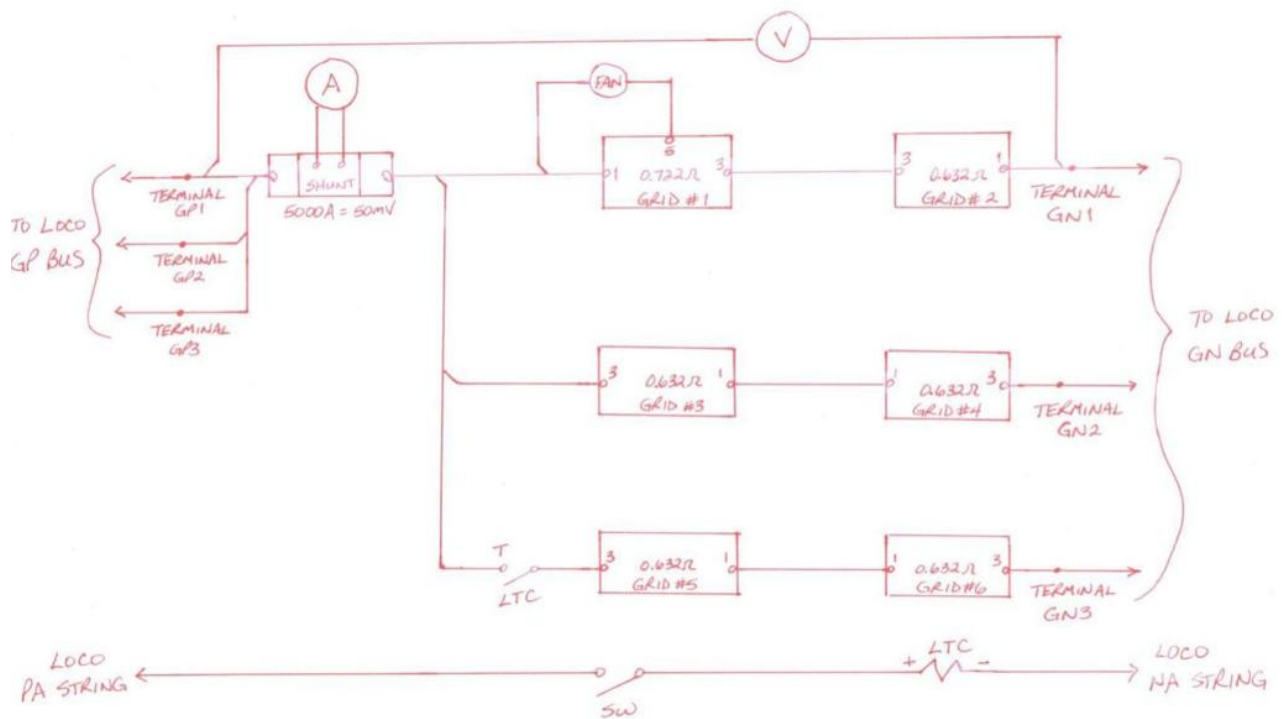 V
A
FAN
5
1
0.722Ω
3
GRID #1
3
0.632Ω
1
GRID #2
SHUNT
5000A = 50mV
TERMINAL
GP1
TERMINAL
GN1
TO LOCO
GP BUS
TERMINAL
GP2
TERMINAL
GP3
TO LOCO
GN BUS
3
0.632Ω
1
GRID #3
1
0.632Ω
3
GRID #4
TERMINAL
GN2
T
LTC
3
0.632Ω
1
GRID #5
1
0.632Ω
3
GRID #6
TERMINAL
GN3
LOCO
PA STRING
SW
LTC
+
-
LOCO
NA STRING